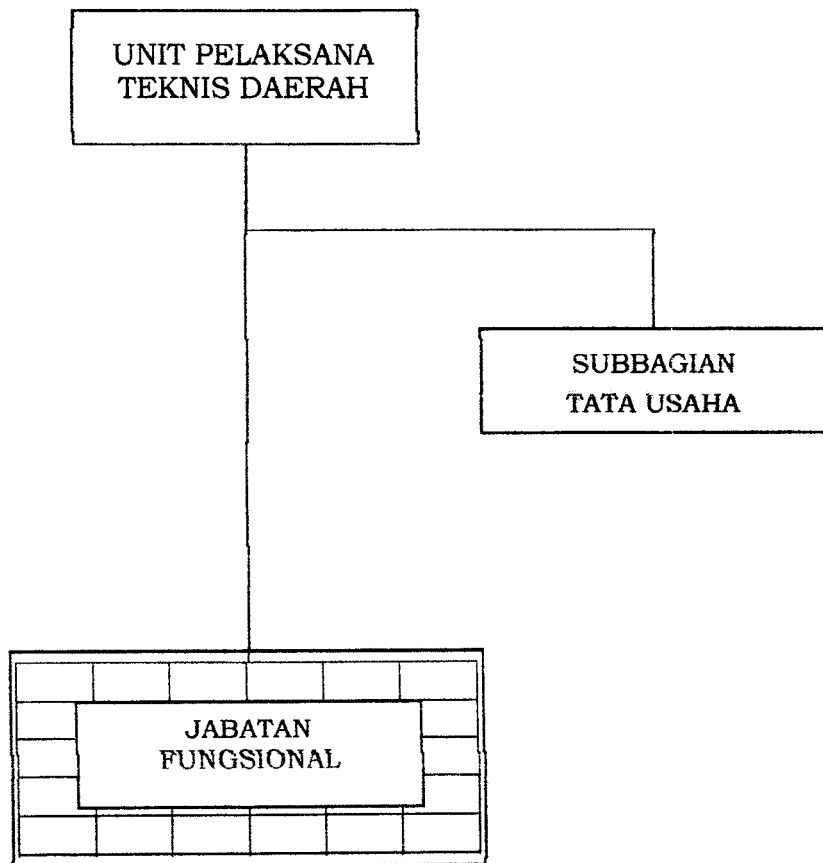 UNIT PELAKSANA
TEKNIS DAERAH
SUBBAGIAN
TATA USAHA
JABATAN
FUNGSIONAL